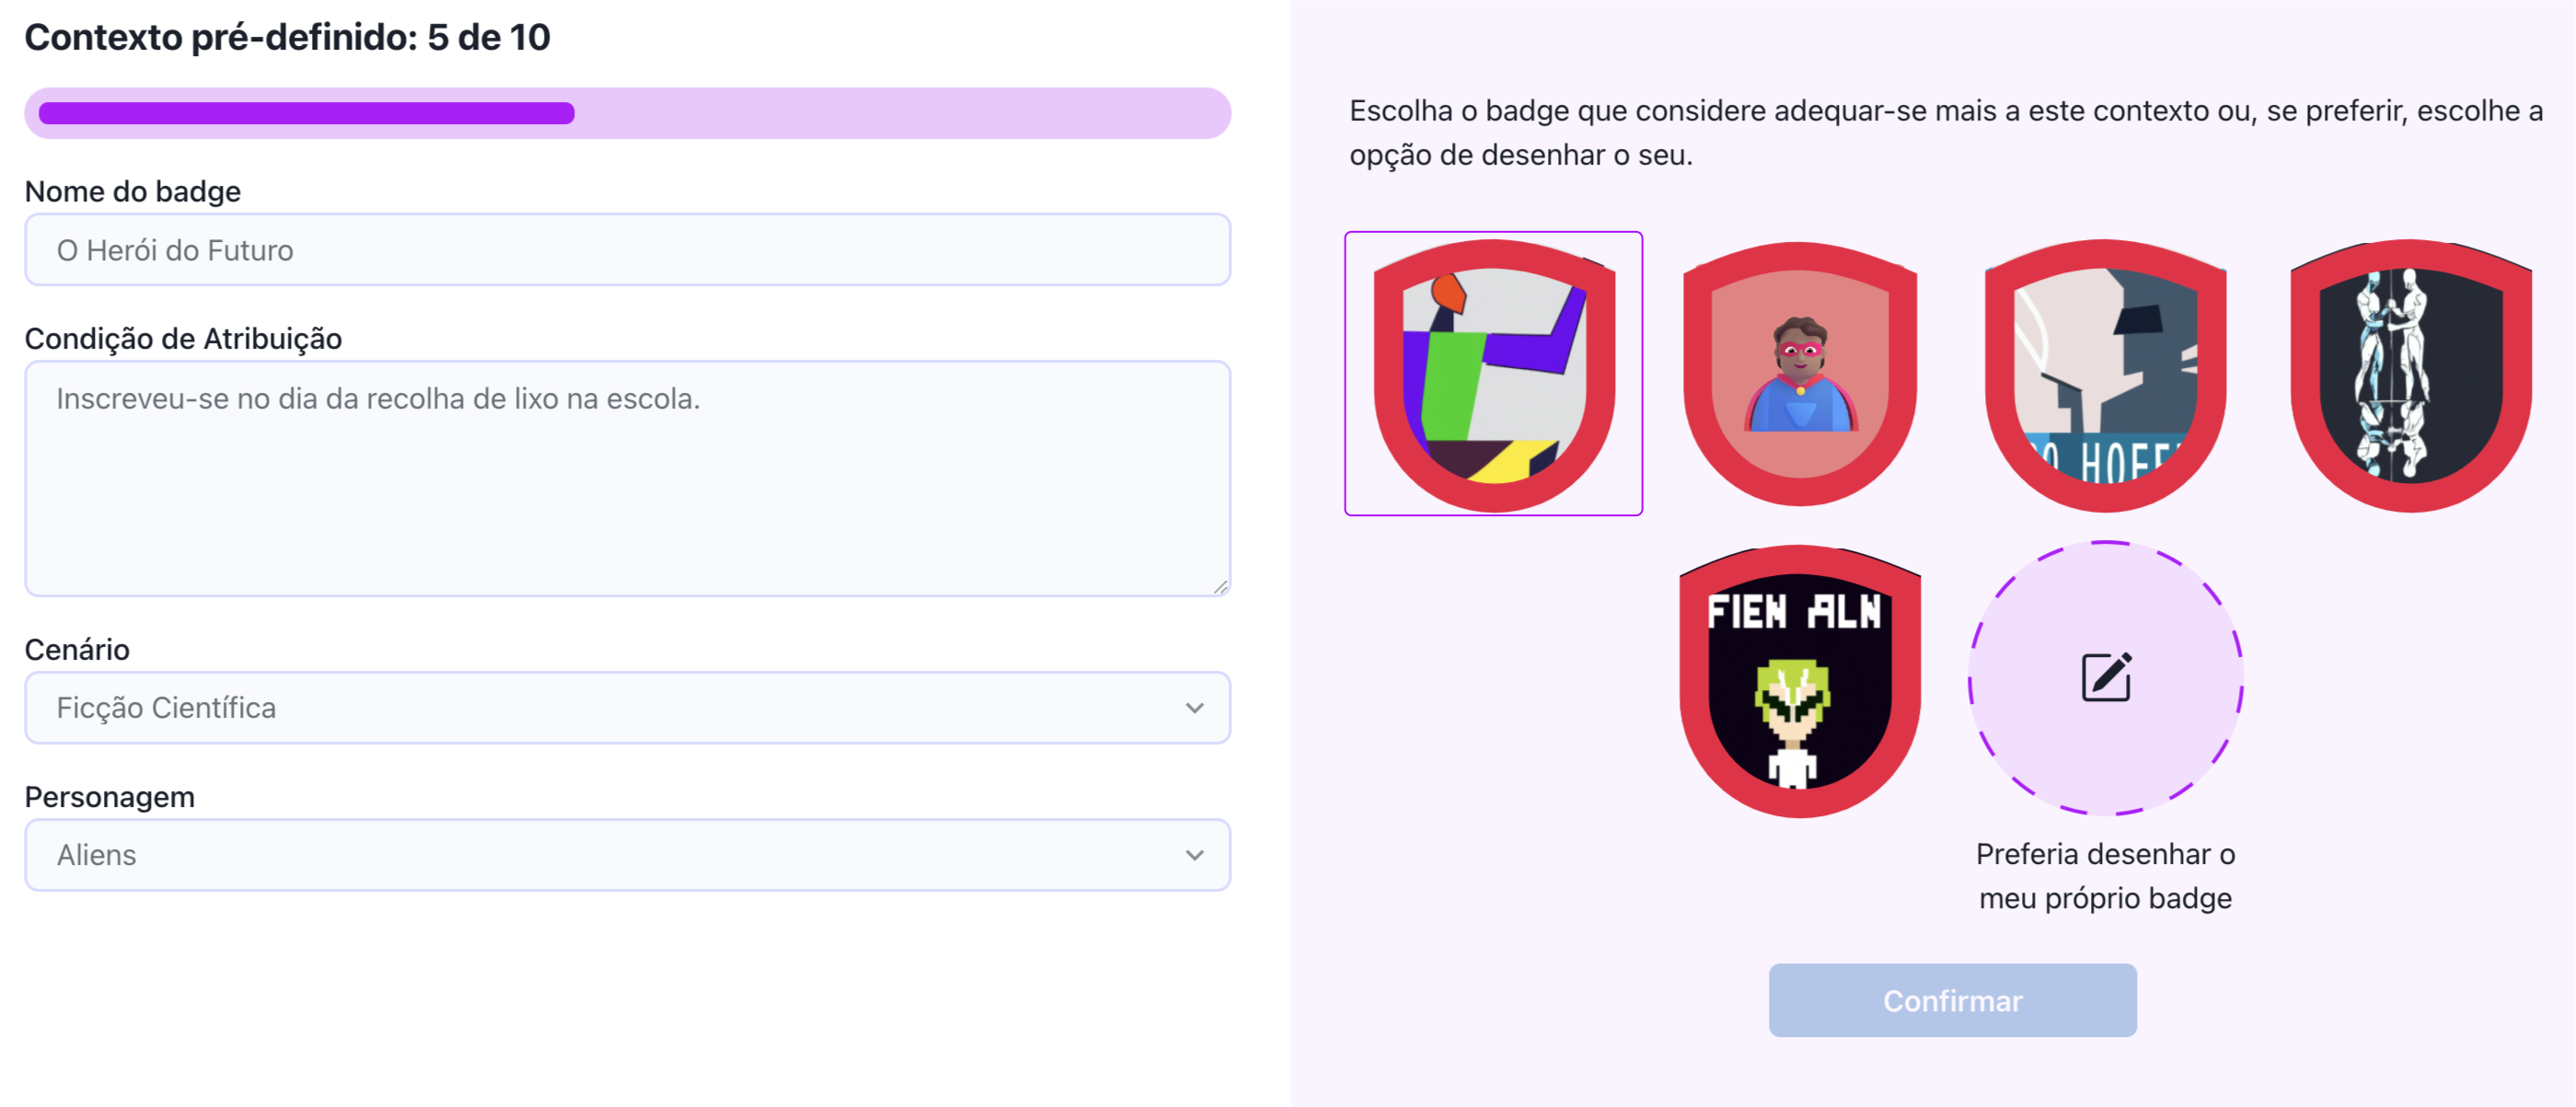 Contexto pré-definido: 5 de 10
Nome do badge
O Herói do Futuro
Condição de Atribuição
Inscreveu-se no dia da recolha de lixo na escola.
Cenário
Ficção Científica
Personagem
Aliens
Escolha o badge que considere adequar-se mais a este contexto ou, se preferir, escolhe a
opção de desenhar o seu.
HOFF
FIEN ALN
Preferia desenhar o
meu próprio badge
Confirmar